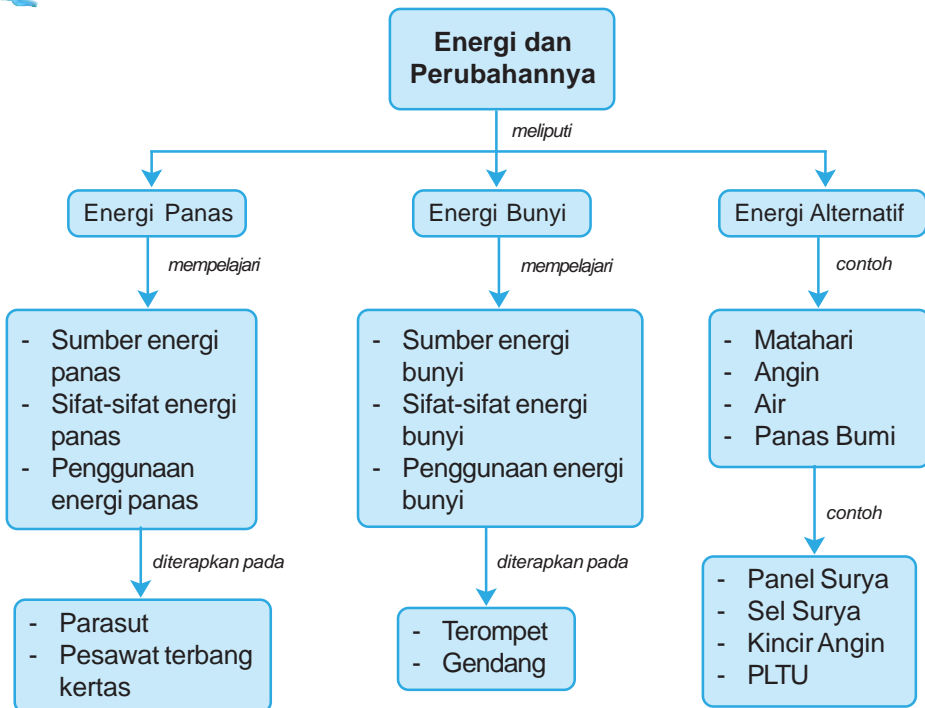 Energi dan
Perubahannya
meliputi
Energi Panas
Energi Bunyi
Energi Alternatif
mempelajari
mempelajari
contoh
- Sumber energi
panas
- Sifat-sifat energi
panas
- Penggunaan
energi panas
- Sumber energi
bunyi
- Sifat-sifat energi
bunyi
- Penggunaan energi
bunyi
- Matahari
- Angin
- Air
- Panas Bumi
diterapkan pada
diterapkan pada
contoh
- Parasut
- Pesawat terbang
kertas
- Terompet
- Gendang
- Panel Surya
- Sel Surya
- Kincir Angin
- PLTU